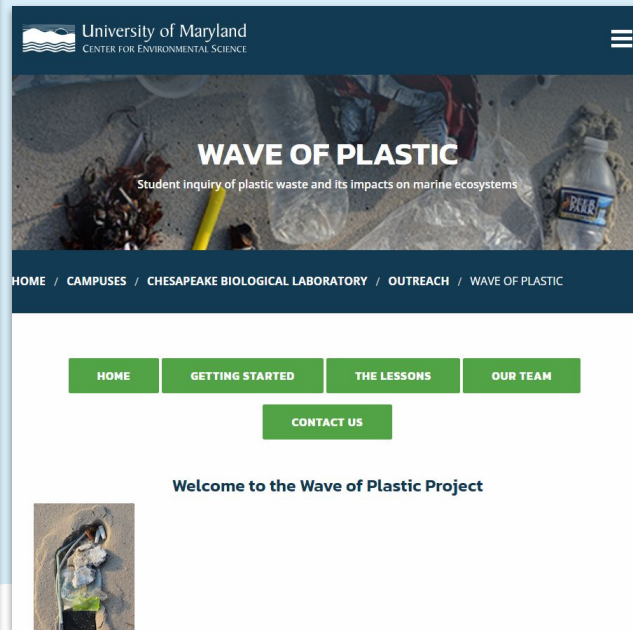 University of Maryland
CENTER FOR ENVIRONMENTAL SCIENCE
WAVE OF PLASTIC
Student inquiry of plastic waste and its impacts on marine ecosystems
DEER PARK
HOME / CAMPUSES / CHESAPEAKE BIOLOGICAL LABORATORY / OUTREACH / WAVE OF PLASTIC
HOME
GETTING STARTED
THE LESSONS
OUR TEAM
CONTACT US
Welcome to the Wave of Plastic Project